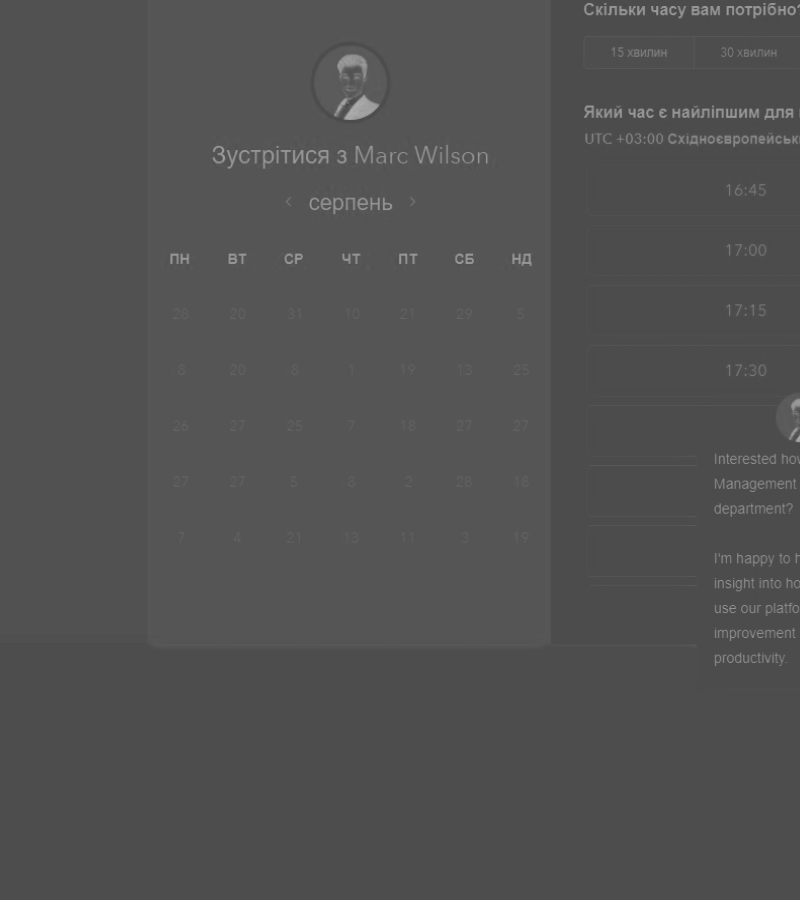 Скільки часу вам потрібно?
15 хвилин 30 хвилин
Зустрітися з Marc Wilson
‹ серпень ›
ПН ВТ СР ЧТ ПТ СБ НД
28 20 31 10 21 29 5
8 20 8 1 19 13 25
26 27 25 7 18 27 27
27 27 5 8 2 28 18
7 4 21 13 11 3 19
Який час є найліпшим для
UTC +03:00
16:45
17:00
17:15
17:30
Interested
Management
department?
I'm happy to
insight into
use our
improvement
productivity.